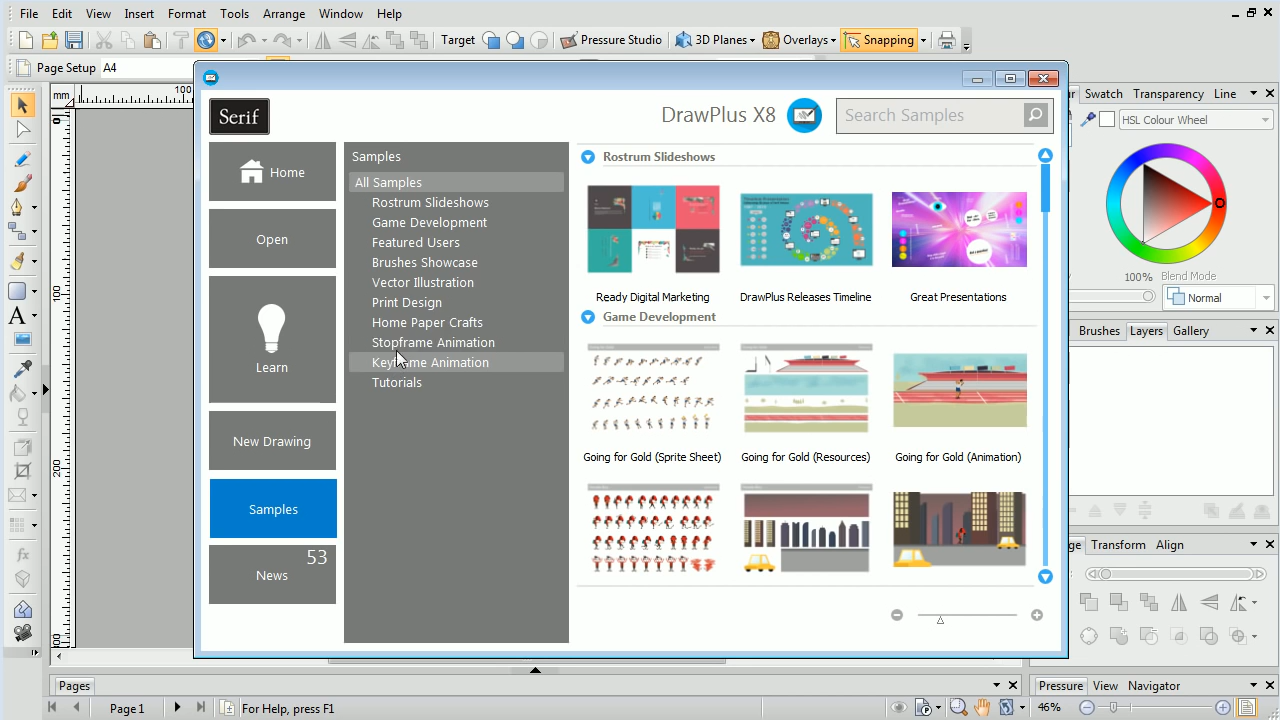 File Edit View Insert Format Tools Arrange Window Help
Target Pressure Studio 3D Planes Overlays Snapping
Page Setup A4
mm 100
Swatch Transparency Line
Serif
DrawPlus X8
Search Samples
HSL Colour Wheel
Home
Open
Learn
New Drawing
Samples
53
News
Samples
All Samples
Rostrum Slideshows
Game Development
Featured Users
Brushes Showcase
Vector Illustration
Print Design
Home Paper Crafts
Stopframe Animation
Keyframe Animation
Tutorials
Rostrum Slideshows
Ready Digital Marketing DrawPlus Releases Timeline Great Presentations
Game Development
Going for Gold (Sprite Sheet) Going for Gold (Resources) Going for Gold (Animation)
100% Blend Mode
Normal
Brushes Layers Gallery
Transform Align
100
200
A
fx
Pages
Pressure View Navigator
Page 1 For Help, press F1
46%